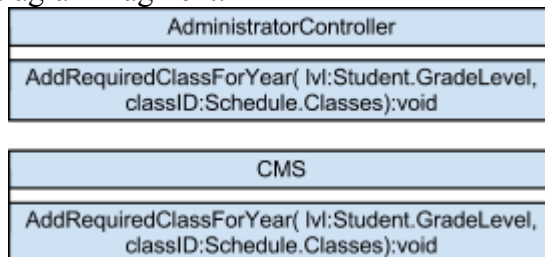 AdministratorController
AddRequiredClassForYear( lvl:Student.GradeLevel,
classID:Schedule.Classes):void
CMS
AddRequiredClassForYear( lvl:Student.GradeLevel,
classID:Schedule.Classes):void